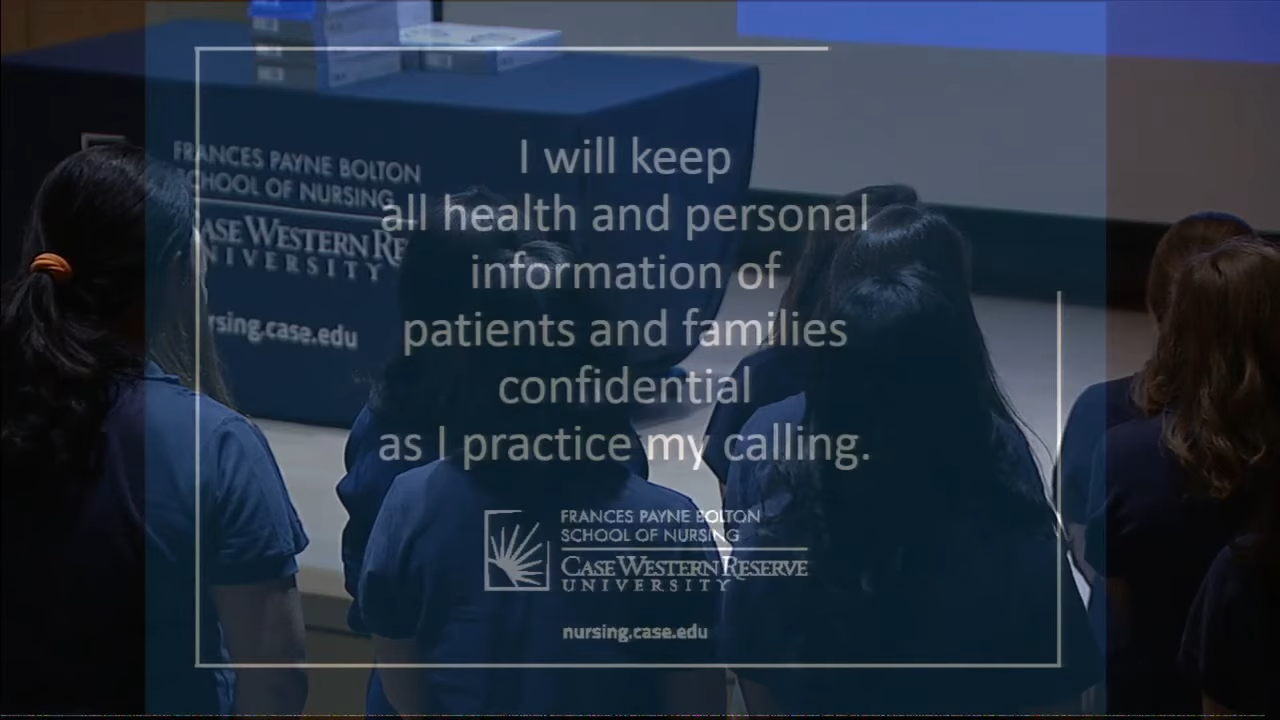 FRANCES PAYNE BOLTON
SCHOOL OF NURSING
CASE WESTERN RE
UNIVERSITY
rsing.case.edu
I will keep
all health and personal
information of
patients and families
confidential
as I practice my calling.
FRANCES PAYNE BOLTON
SCHOOL OF NURSING
CASE WESTERN RESERVE
UNIVERSITY
nursing.case.edu